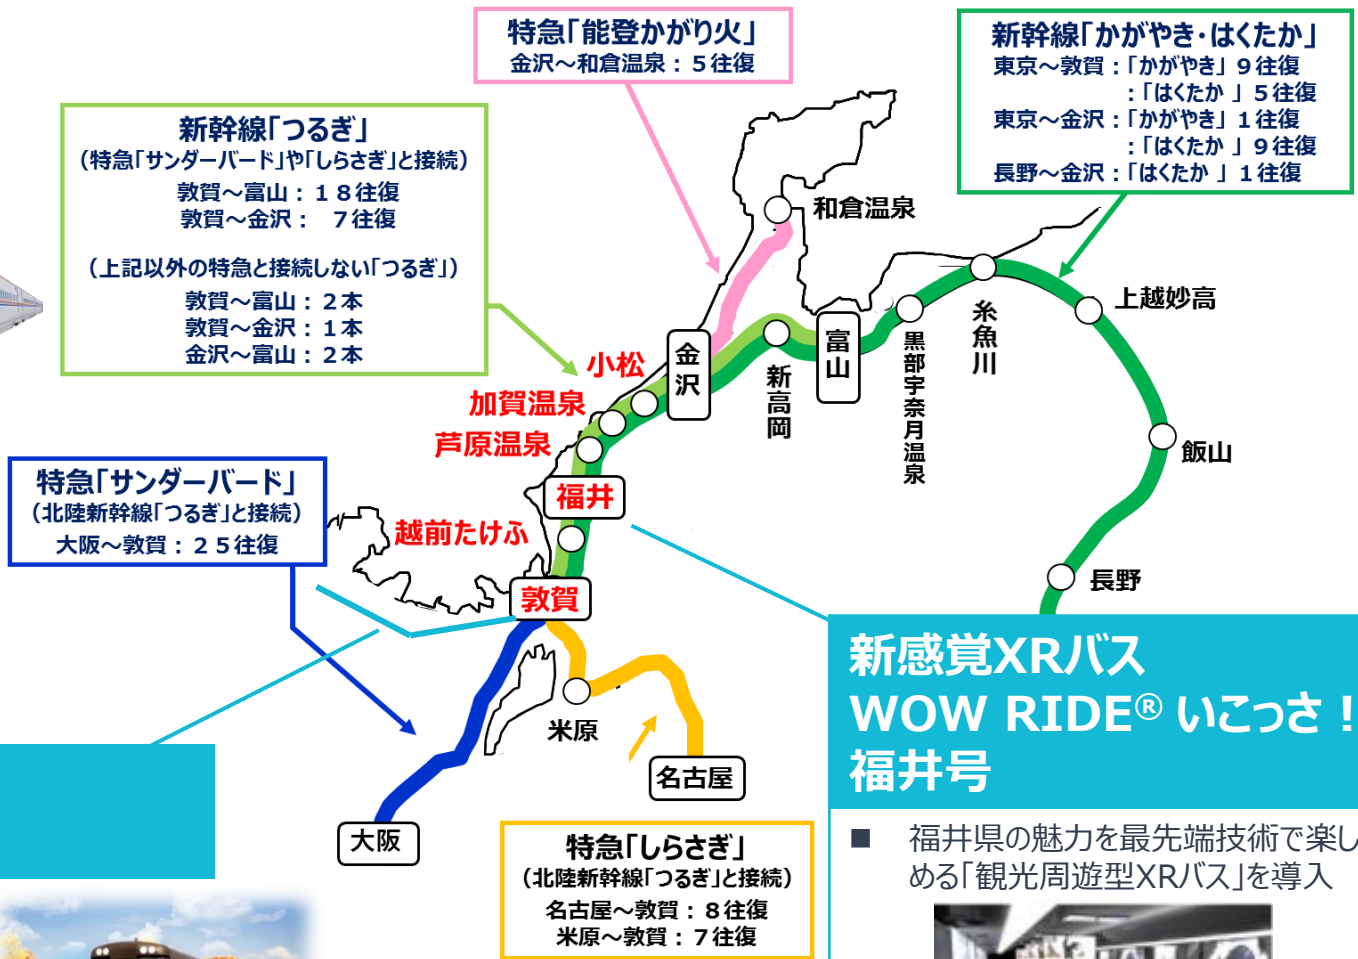 特急「能登かがり火」
金沢～和倉温泉：５往復
新幹線「かがやき・はくたか」
東京～敦賀：「かがやき」９往復
：「はくたか 」５往復
東京～金沢：「かがやき」１往復
：「はくたか 」９往復
長野～金沢：「はくたか 」１往復
新幹線「つるぎ」
（特急「サンダーバード」や「しらさぎ」と接続）
敦賀～富山：１８往復
敦賀～金沢：　７往復
（上記以外の特急と接続しない「つるぎ」）
敦賀～富山：２本
敦賀～金沢：１本
金沢～富山：２本
和倉温泉
上越妙高
糸魚川
黒部宇奈月温泉
富山
新高岡
金沢
小松
加賀温泉
芦原温泉
飯山
福井
越前たけふ
長野
敦賀
特急「サンダーバード」
（北陸新幹線「つるぎ」と接続）
大阪～敦賀：２５往復
米原
名古屋
大阪
特急「しらさぎ」
（北陸新幹線「つるぎ」と接続）
名古屋～敦賀：８往復
米原～敦賀：７往復
新感覚XRバス
WOW RIDE® いこっさ！
福井号
■ 福井県の魅力を最先端技術で楽し
める「観光周遊型XRバス」を導入